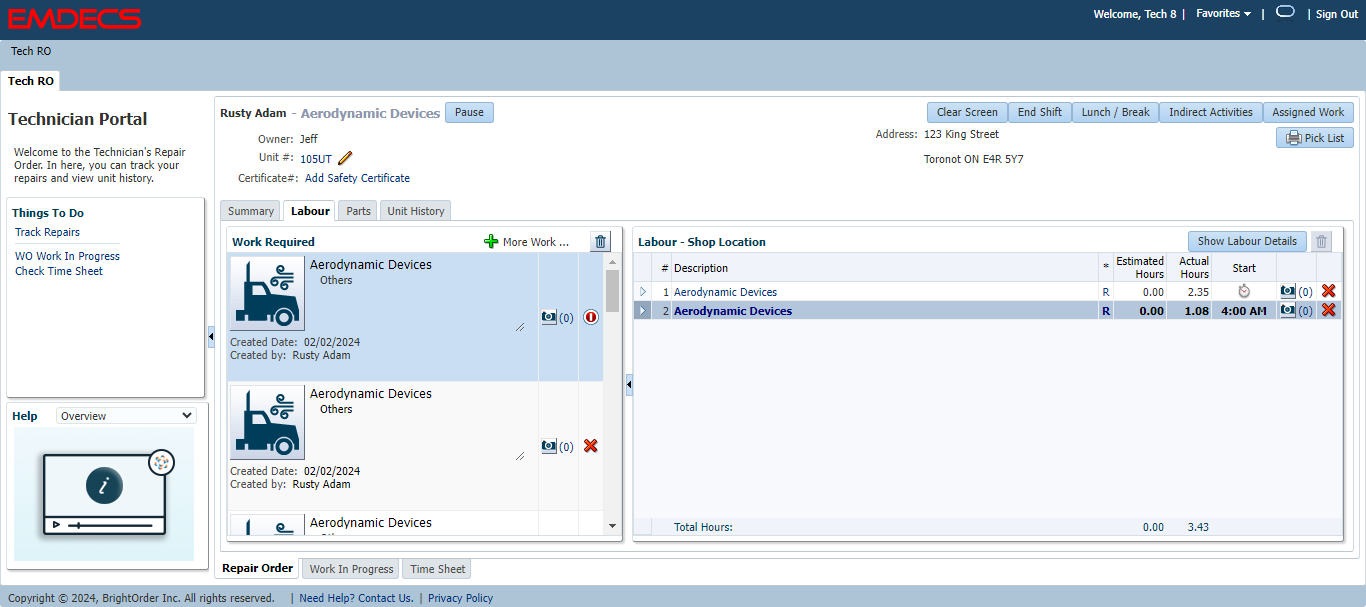 EMDECS
Welcome, Tech 8 | Favorites | | Sign Out
Tech RO
Tech RO
Technician Portal
Welcome to the Technician's Repair
Order. In here, you can track your
repairs and view unit history.
Things To Do
Track Repairs
WO Work In Progress
Check Time Sheet
Help Overview
i
Rusty Adam - Aerodynamic Devices Pause
Clear Screen End Shift Lunch / Break Indirect Activities Assigned Work
Pick List
Owner: Jeff
Unit #: 105UT
Certificate#: Add Safety Certificate
Address: 123 King Street
Toronot ON E4R 5Y7
Summary Labour Parts Unit History
Work Required More Work ...
Aerodynamic Devices
Others
(0)
Created Date: 02/02/2024
Created by: Rusty Adam
Aerodynamic Devices
Others
(0)
Created Date: 02/02/2024
Created by: Rusty Adam
Aerodynamic Devices
Labour - Shop Location Show Labour Details
# Description * Estimated Hours Actual Hours Start
1 Aerodynamic Devices R 0.00 2.35 (0)
2 Aerodynamic Devices R 0.00 1.08 4:00 AM (0)
Total Hours: 0.00 3.43
Repair Order Work In Progress Time Sheet
Copyright © 2024, BrightOrder Inc. All rights reserved. | Need Help? Contact Us. | Privacy Policy